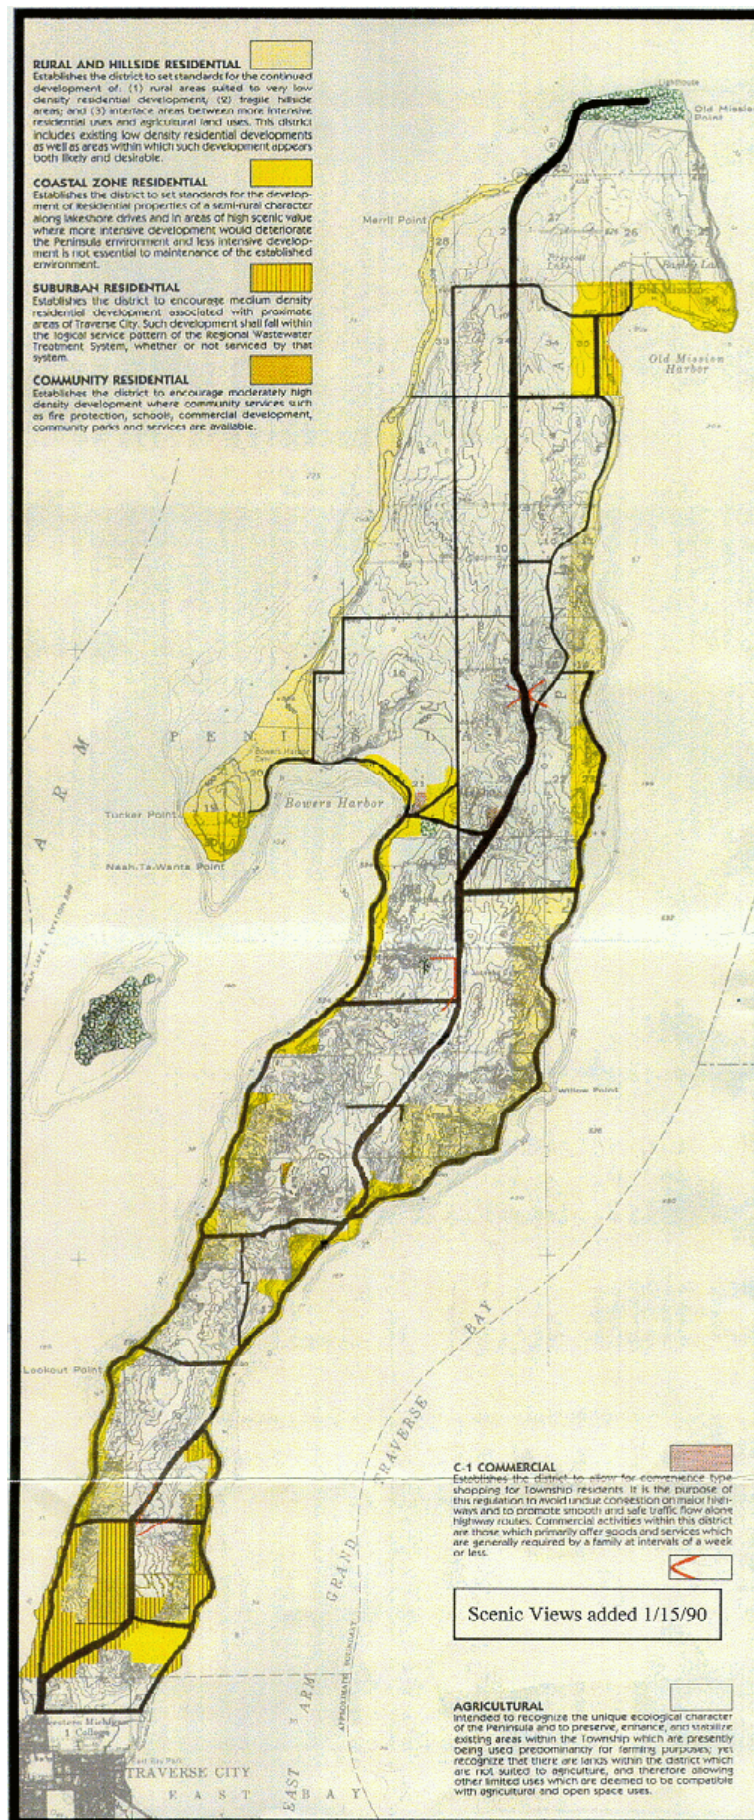 RURAL AND HILLSIDE RESIDENTIAL
Establishes the district to set standards for the continued
development of: (1) rural areas suited to very low
density residential development; (2) fragile hillside
areas; and (3) interface areas between more intensive
residential uses and agricultural land uses. This district
includes existing low density residential developments
as well as areas within which such development appears
both likely and desirable.
COASTAL ZONE RESIDENTIAL
Establishes the district to set standards for the develop-
ment of Residential properties of a semi-rural character
along lakeshore drives and in areas of high scenic value
where more intensive development would deteriorate
the Peninsula environment and less intensive develop-
ment is not essential to maintenance of the established
environment.
SUBURBAN RESIDENTIAL
Establishes the district to encourage medium density
residential development associated with proximate
areas of Traverse City. Such development shall fall within
the logical service pattern of the Regional Wastewater
Treatment System, whether or not serviced by that
system.
COMMUNITY RESIDENTIAL
Establishes the district to encourage moderately high
density development where community services such
as fire protection, schools, commercial development,
community parks and services are available.
Lighthouse
Old Mission
Point
Merrill Point
Old Mission
Old Mission
Harbor
PENINSULA
PENINSULA
Bowers Harbor
Bowers Harbor
Tucker Point
Neah-Ta-Wanta Point
ARM
Willow Point
Lookout Point
GRAND TRAVERSE BAY
APPROXIMATE BOUNDARY
EAST ARM
C-1 COMMERCIAL
Establishes the district to allow for convenience type
shopping for Township residents. It is the purpose of
this regulation to avoid undue congestion on major high-
ways and to promote smooth and safe traffic flow along
highway routes. Commercial activities within this district
are those which primarily offer goods and services which
are generally required by a family at intervals of a week
or less.
Scenic Views added 1/15/90
AGRICULTURAL
Intended to recognize the unique ecological character
of the Peninsula and to preserve, enhance, and stabilize
existing areas within the Township which are presently
being used predominantly for farming purposes; yet
recognize that there are lands within the district which
are not suited to agriculture, and therefore allowing
other limited uses which are deemed to be compatible
with agricultural and open space uses.
Northwestern Michigan
College
East Bay Park
TRAVERSE CITY
EAST BAY